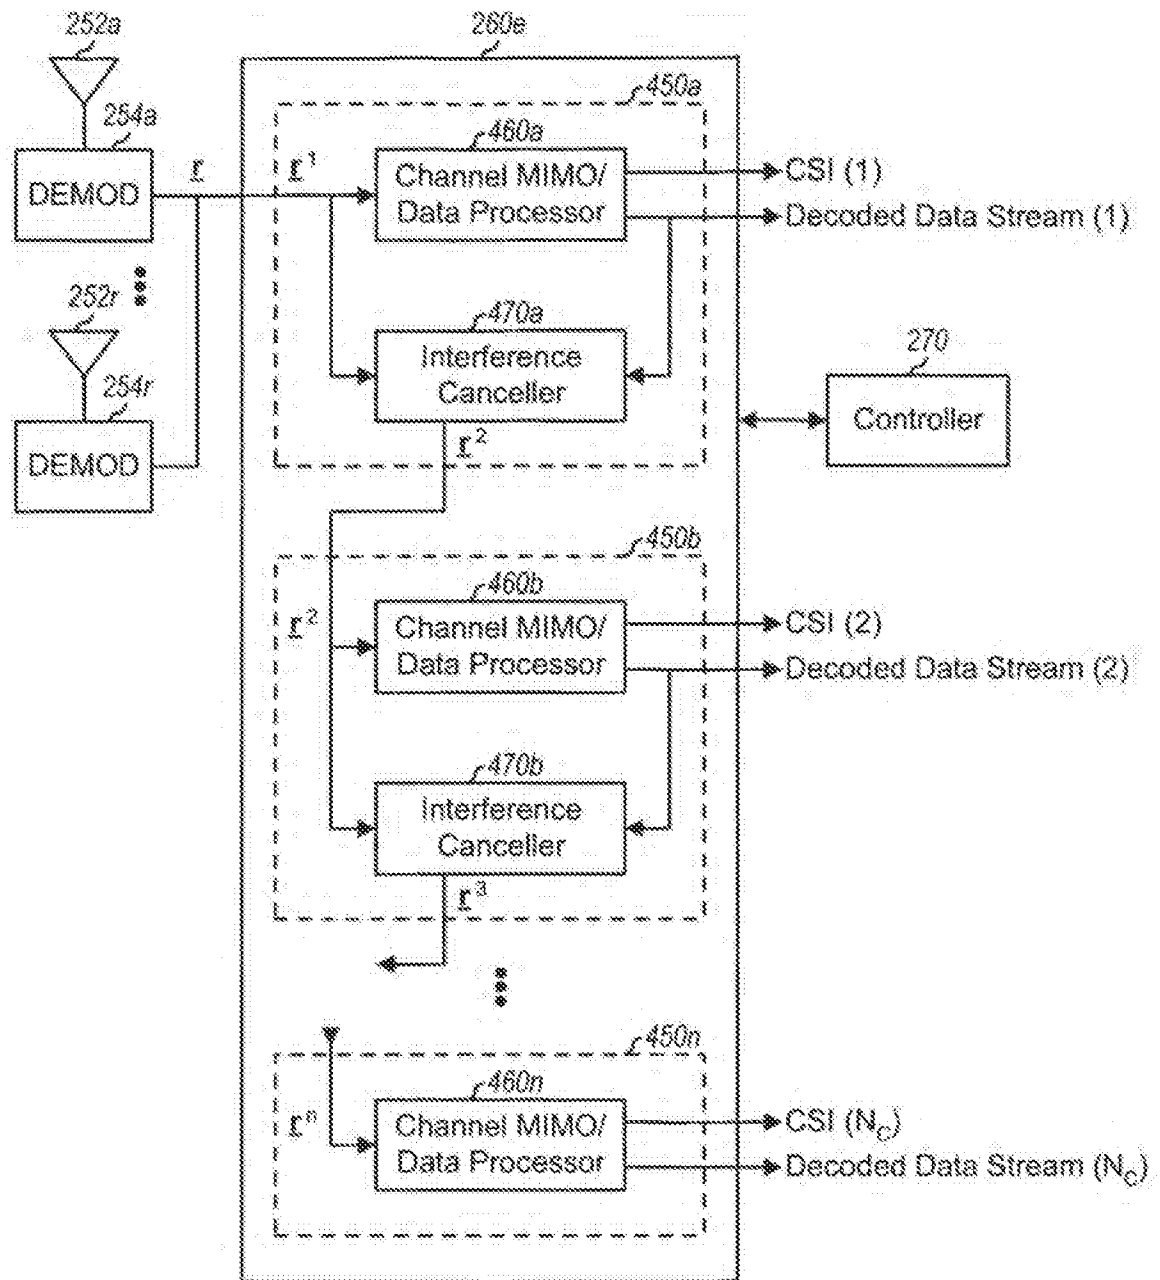 252a
260e
254a
450a
460a
DEMOD
r
r¹
Channel MIMO/
Data Processor
CSI (1)
Decoded Data Stream (1)
252r
470a
Interference
Canceller
270
Controller
254r
DEMOD
r²
450b
460b
r²
Channel MIMO/
Data Processor
CSI (2)
Decoded Data Stream (2)
470b
Interference
Canceller
r³
450n
460n
rⁿ
Channel MIMO/
Data Processor
CSI (N_C)
Decoded Data Stream (N_C)